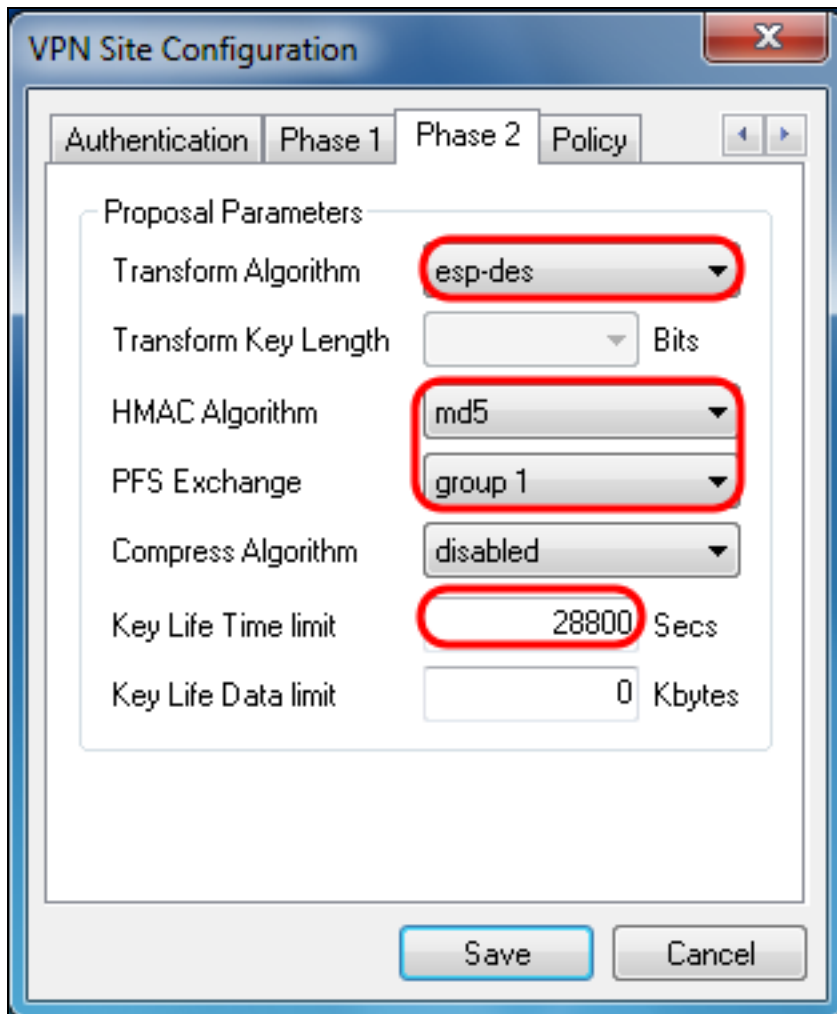 VPN Site Configuration
Authentication Phase 1 Phase 2 Policy
Proposal Parameters
Transform Algorithm esp-des
Transform Key Length Bits
HMAC Algorithm md5
PFS Exchange group 1
Compress Algorithm disabled
Key Life Time limit 28800 Secs
Key Life Data limit 0 Kbytes
Save Cancel